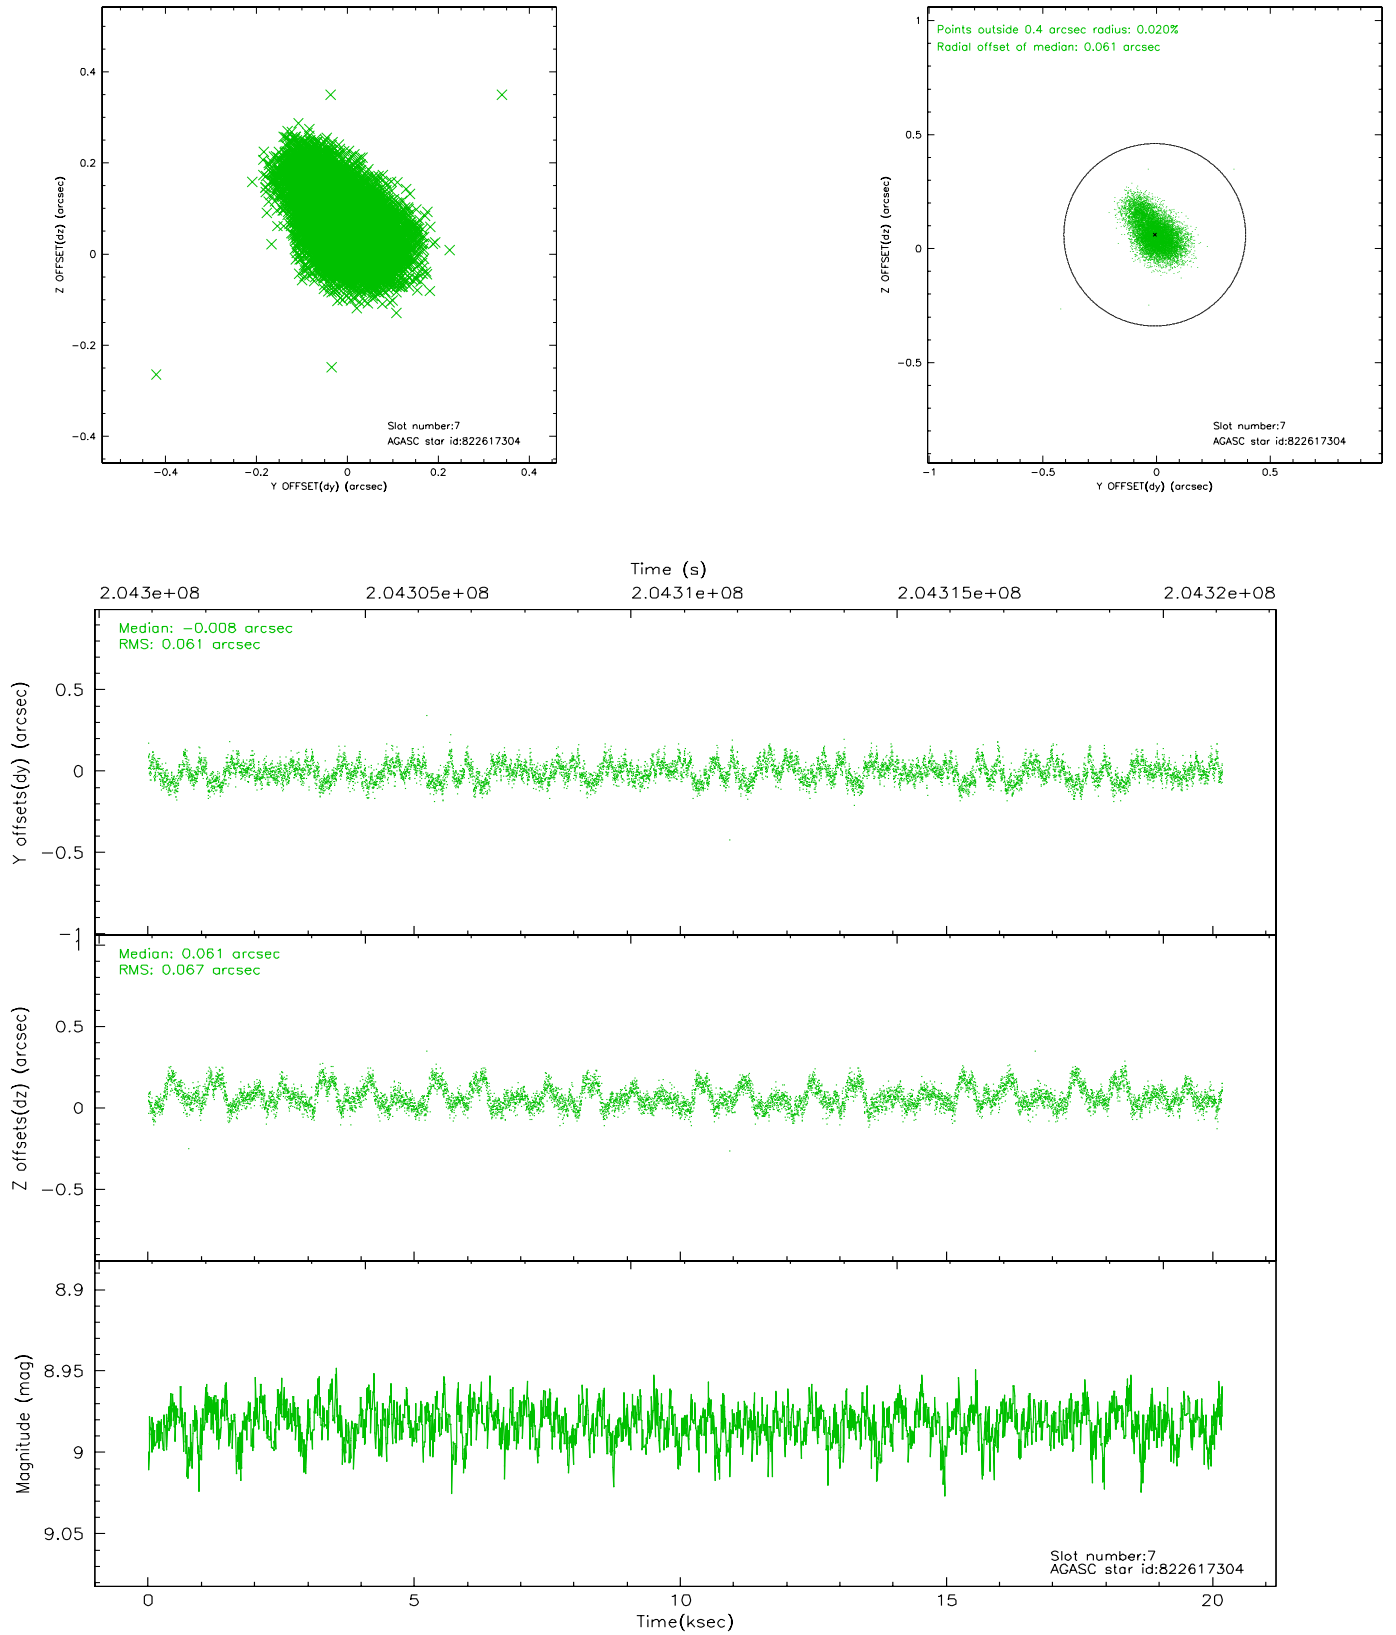 0.4
0.2
0
−0.2
−0.4
Z OFFSET(dz) (arcsec)
Slot number:7
AGASC star id:822617304
−0.4
−0.2
0
0.2
0.4
Y OFFSET(dy) (arcsec)
Points outside 0.4 arcsec radius: 0.020%
Radial offset of median: 0.061 arcsec
1
0.5
0
−0.5
Z OFFSET(dz) (arcsec)
Slot number:7
AGASC star id:822617304
−1
−0.5
0
0.5
Y OFFSET(dy) (arcsec)
Time (s)
2.043e+08
2.04305e+08
2.0431e+08
2.04315e+08
2.0432e+08
Median: −0.008 arcsec
RMS: 0.061 arcsec
0.5
0
−0.5
−1
Y offsets(dy) (arcsec)
Median: 0.061 arcsec
RMS: 0.067 arcsec
1
0.5
0
−0.5
Z offsets(dz) (arcsec)
8.9
8.95
9
9.05
Magnitude (mag)
Slot number:7
AGASC star id:822617304
0
5
10
15
20
Time(ksec)